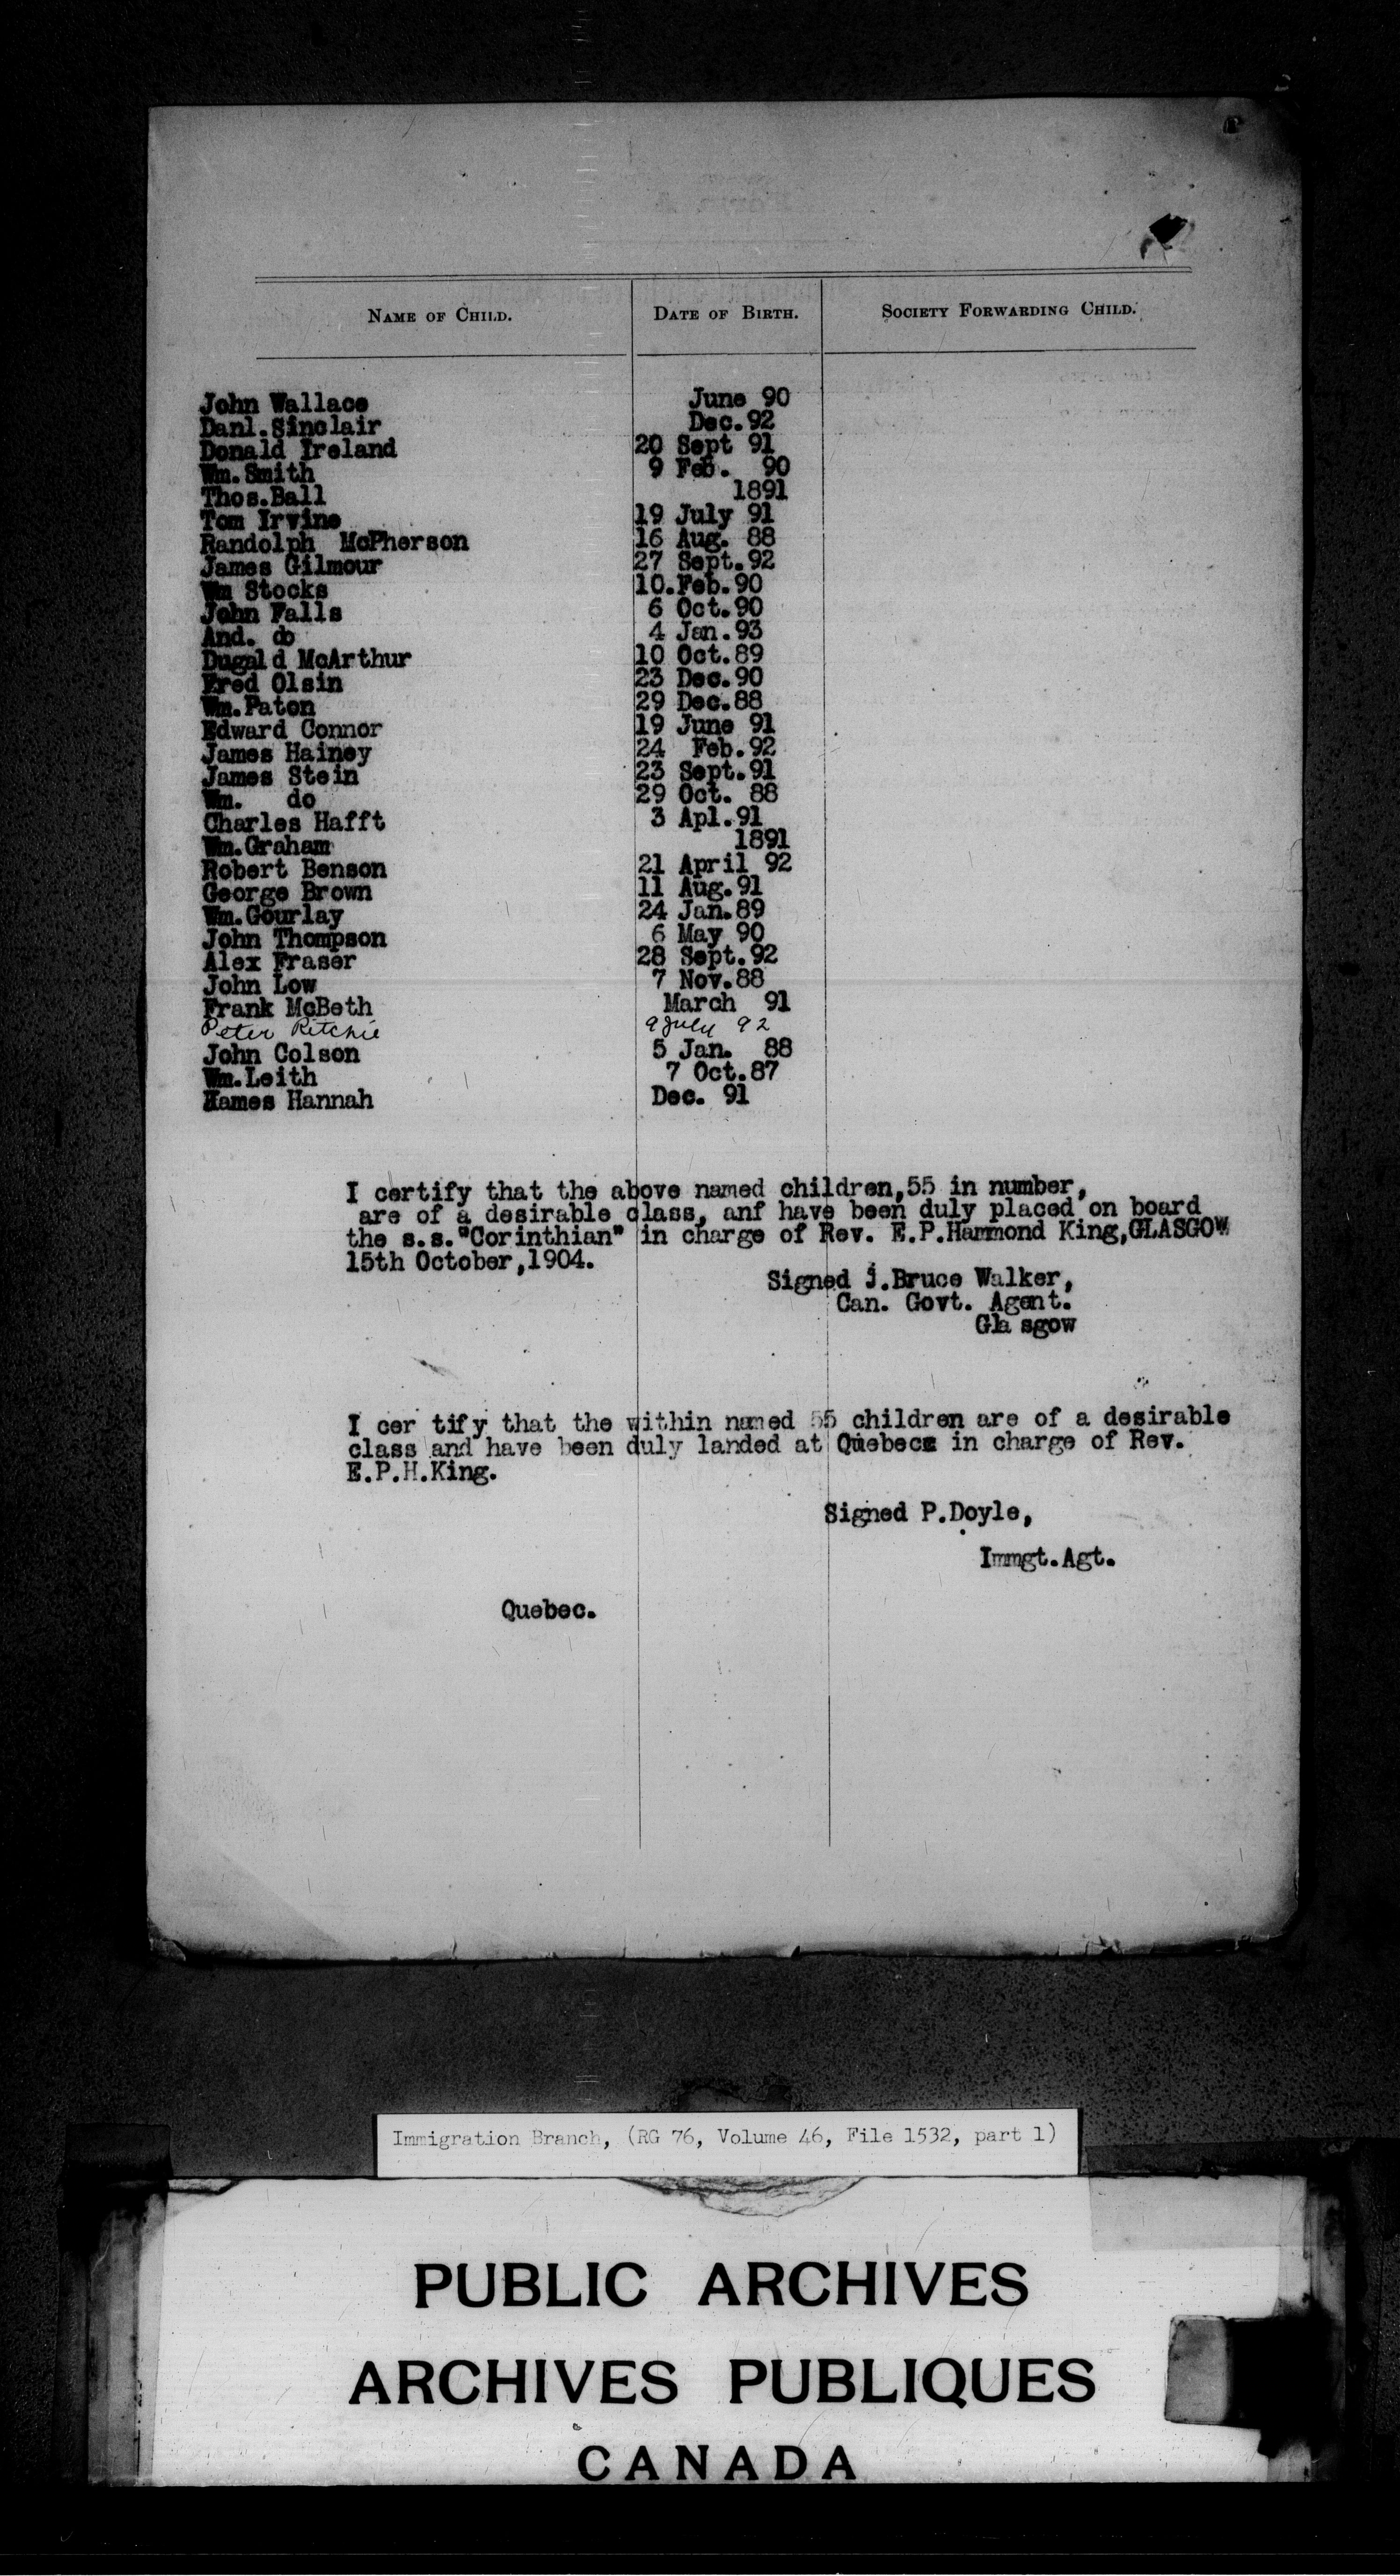 NAME OF CHILD. DATE OF BIRTH. SOCIETY FORWARDING CHILD.
John Wallace June 90
Danl.Sinclair Dec.92
Donald Ireland 20 Sept 91
Wm.Smith 9 Feb. 90
Thos.Ball 1891
Tom Irvine 19 July 91
Randolph McPherson 16 Aug. 88
James Gilmour 27 Sept.92
Wm Stocks 10.Feb.90
John Falls 6 Oct.90
And. do 4 Jan.93
Dugald McArthur 10 Oct.89
Fred Olsin 23 Dec.90
Wm.Paton 29 Dec.88
Edward Connor 19 June 91
James Hainey 24 Feb.92
James Stein 23 Sept.91
Wm. do 29 Oct. 88
Charles Hafft 3 Apl.91
Wm.Graham 1891
Robert Benson 21 April 92
George Brown 11 Aug.91
Wm.Gourlay 24 Jan.89
John Thompson 6 May 90
Alex Fraser 28 Sept.92
John Low 7 Nov.88
Frank McBeth March 91
Peter Ritchie 9 July 92
John Colson 5 Jan. 88
Wm.Leith 7 Oct.87
Hames Hannah Dec. 91
I certify that the above named children,55 in number,
are of a desirable class, anf have been duly placed on board
the s.s."Corinthian" in charge of Rev. E.P.Hammond King,GLASGOW
15th October,1904.
Signed J.Bruce Walker,
Can. Govt. Agent.
Gla sgow
I cer tify that the within named 55 children are of a desirable
class and have been duly landed at Quebecx in charge of Rev.
E.P.H.King.
Signed P.Doyle,
Immgt.Agt.
Quebec.
Immigration Branch, (RG 76, Volume 46, File 1532, part 1)
PUBLIC ARCHIVES
ARCHIVES PUBLIQUES
CANADA